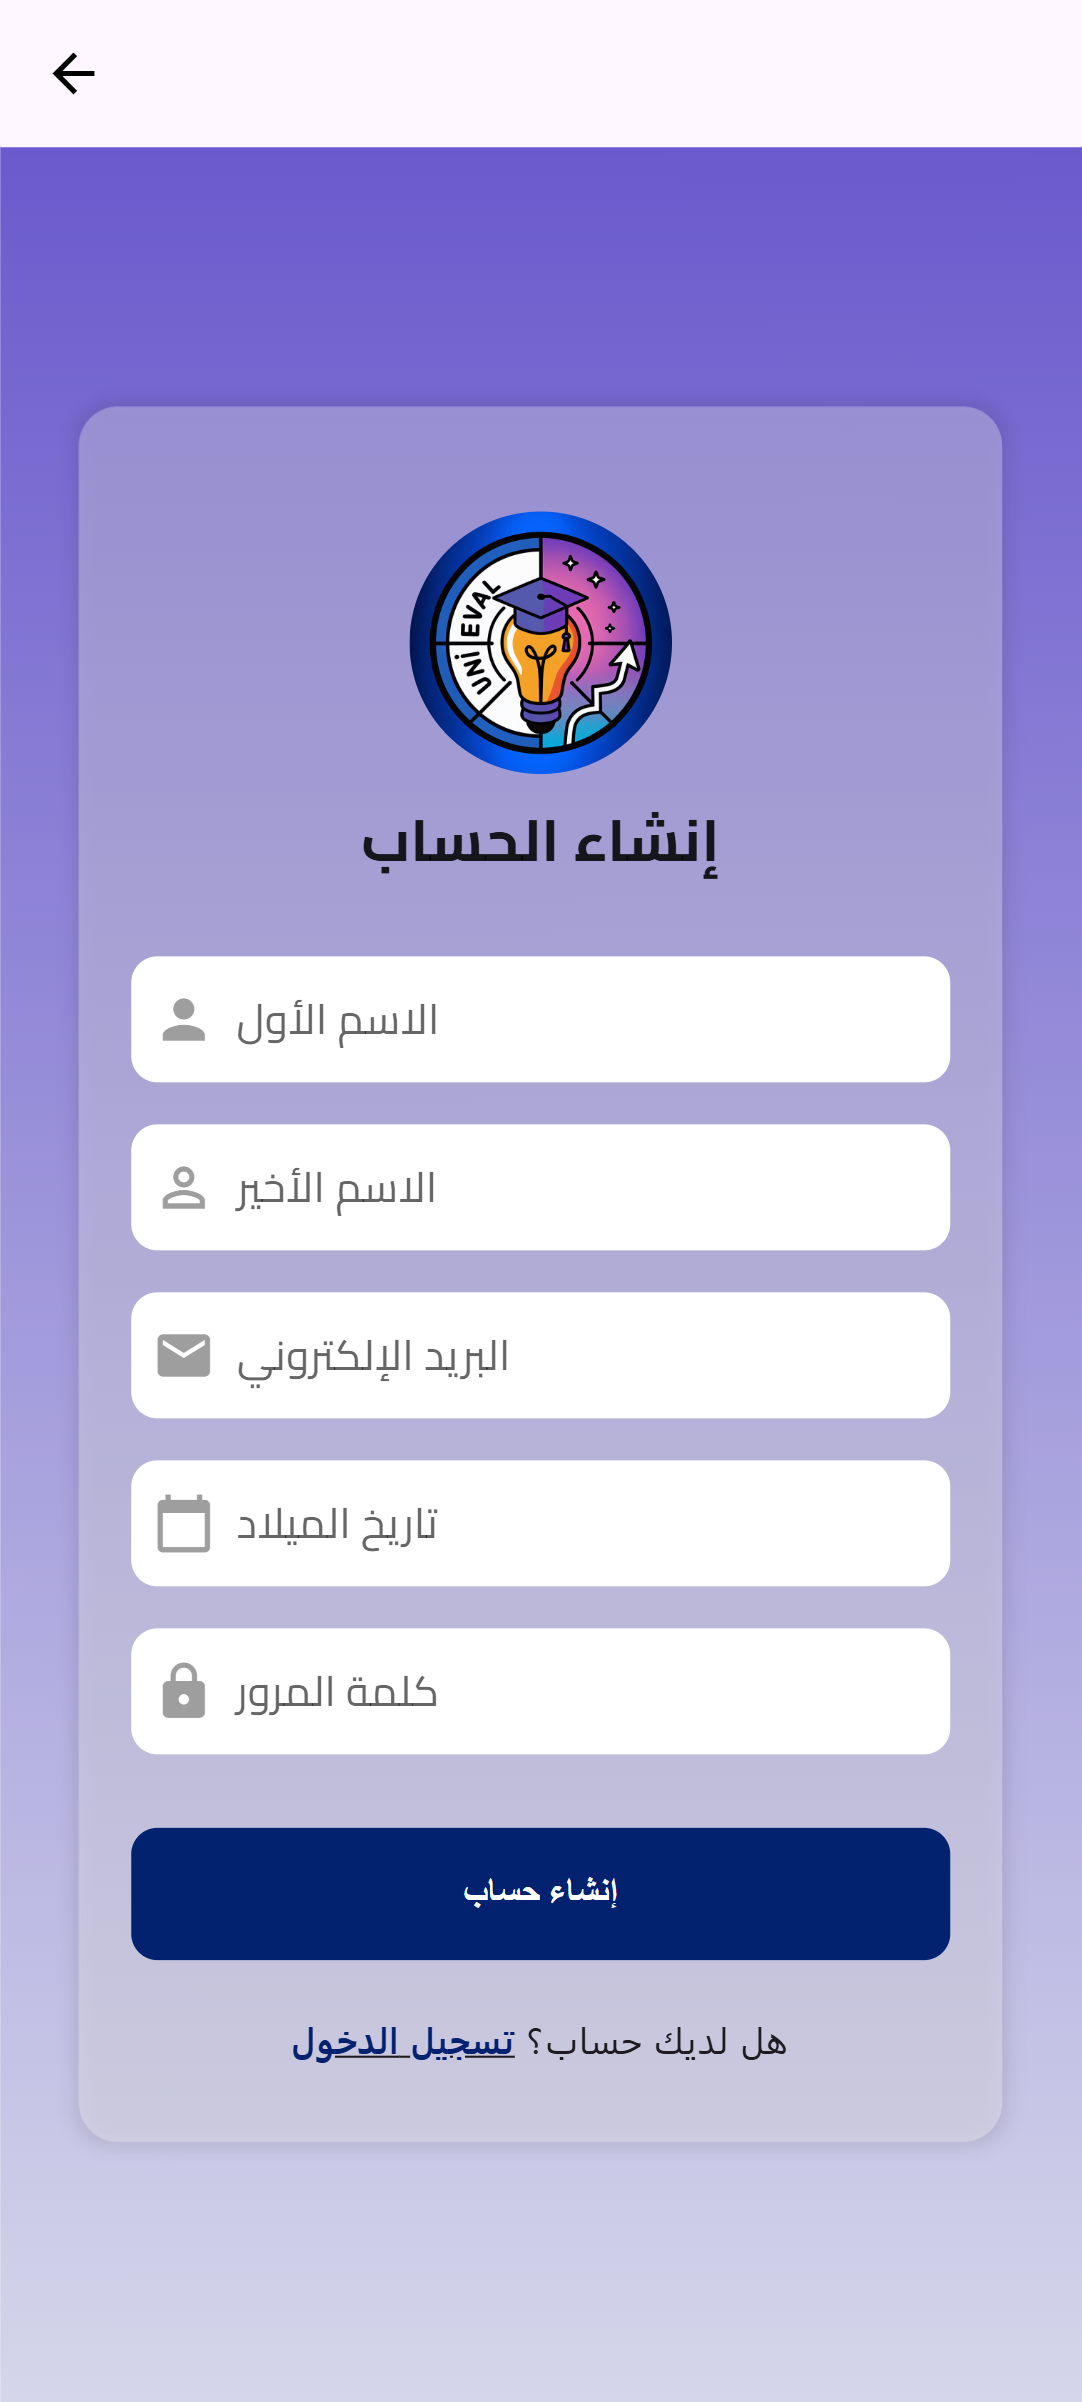 UNI EVAL
إنشاء الحساب
الاسم الأول
الاسم الأخير
البريد الإلكتروني
تاريخ الميلاد
كلمة المرور
إنشاء حساب
هل لديك حساب؟ تسجيل الدخول